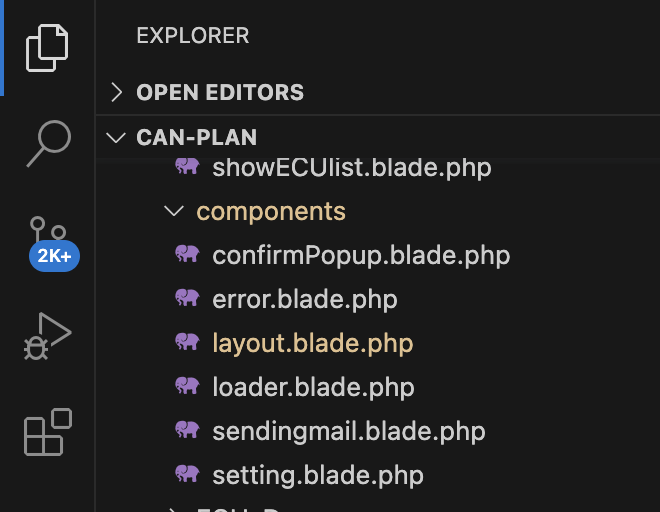 EXPLORER
OPEN EDITORS
CAN-PLAN
showECUlist.blade.php
components
2K+
confirmPopup.blade.php
error.blade.php
layout.blade.php
loader.blade.php
sendingmail.blade.php
setting.blade.php